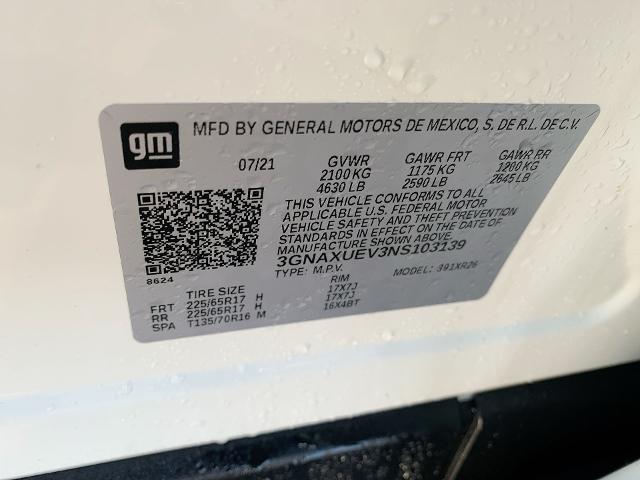 gm
MFD BY GENERAL MOTORS DE MEXICO, S. DE R.L. DE C.V.
07/21 GVWR GAWR FRT GAWR RR
2100 KG 1175 KG 1200 KG
4630 LB 2590 LB 2645 LB
THIS VEHICLE CONFORMS TO ALL
APPLICABLE U.S. FEDERAL MOTOR
VEHICLE SAFETY AND THEFT PREVENTION
STANDARDS IN EFFECT ON THE DATE OF
MANUFACTURE SHOWN ABOVE.
3GNAXUEV3NS103139
TYPE: M.P.V. MODEL: 391XR26
8624
TIRE SIZE RIM
FRT 225/65R17 H 17X7J
RR 225/65R17 H 17X7J
SPA T135/70R16 M 16X4BT